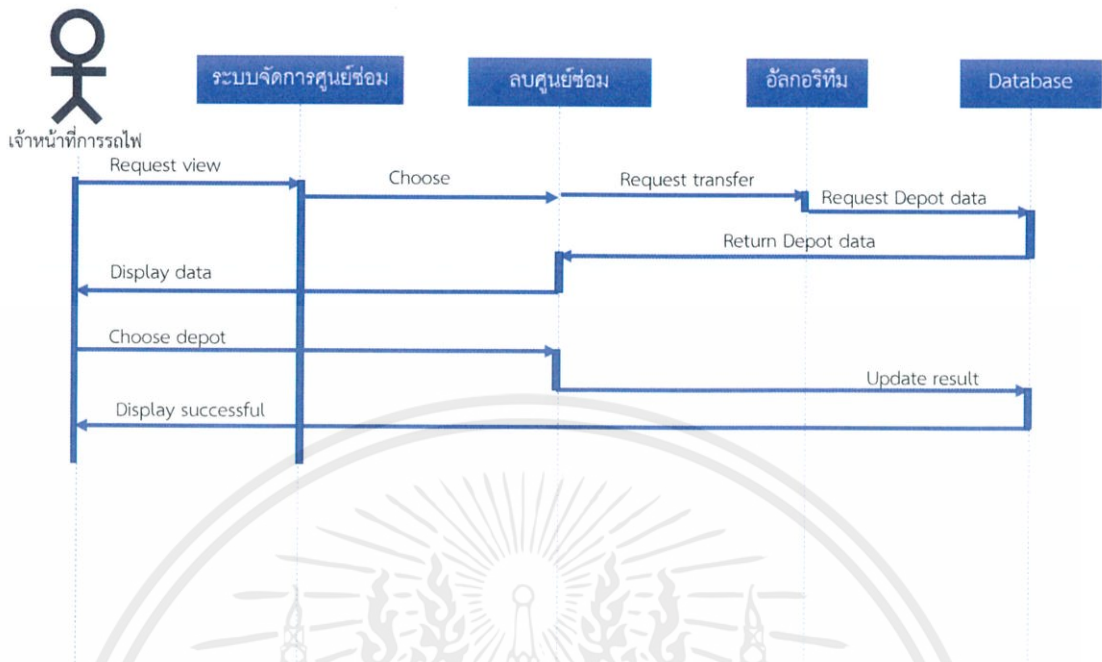 ระบบจัดการศูนย์ซ่อม
ลบศูนย์ซ่อม
อัลกอริทึม
Database
เจ้าหน้าที่การรถไฟ
Request view
Choose
Request transfer
Request Depot data
Return Depot data
Display data
Choose depot
Update result
Display successful